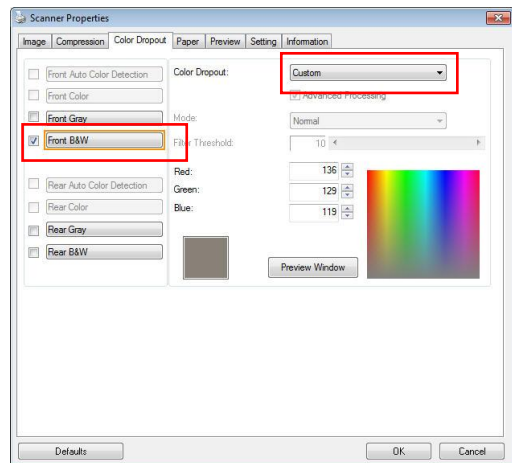 Scanner Properties
Image Compression Color Dropout Paper Preview Setting Information
Front Auto Color Detection
Front Color
Front Gray
Front B&W
Rear Auto Color Detection
Rear Color
Rear Gray
Rear B&W
Color Dropout: Custom
Advanced Processing
Mode: Normal
Filter Threshold: 10
Red: 136
Green: 129
Blue: 119
Preview Window
Defaults OK Cancel